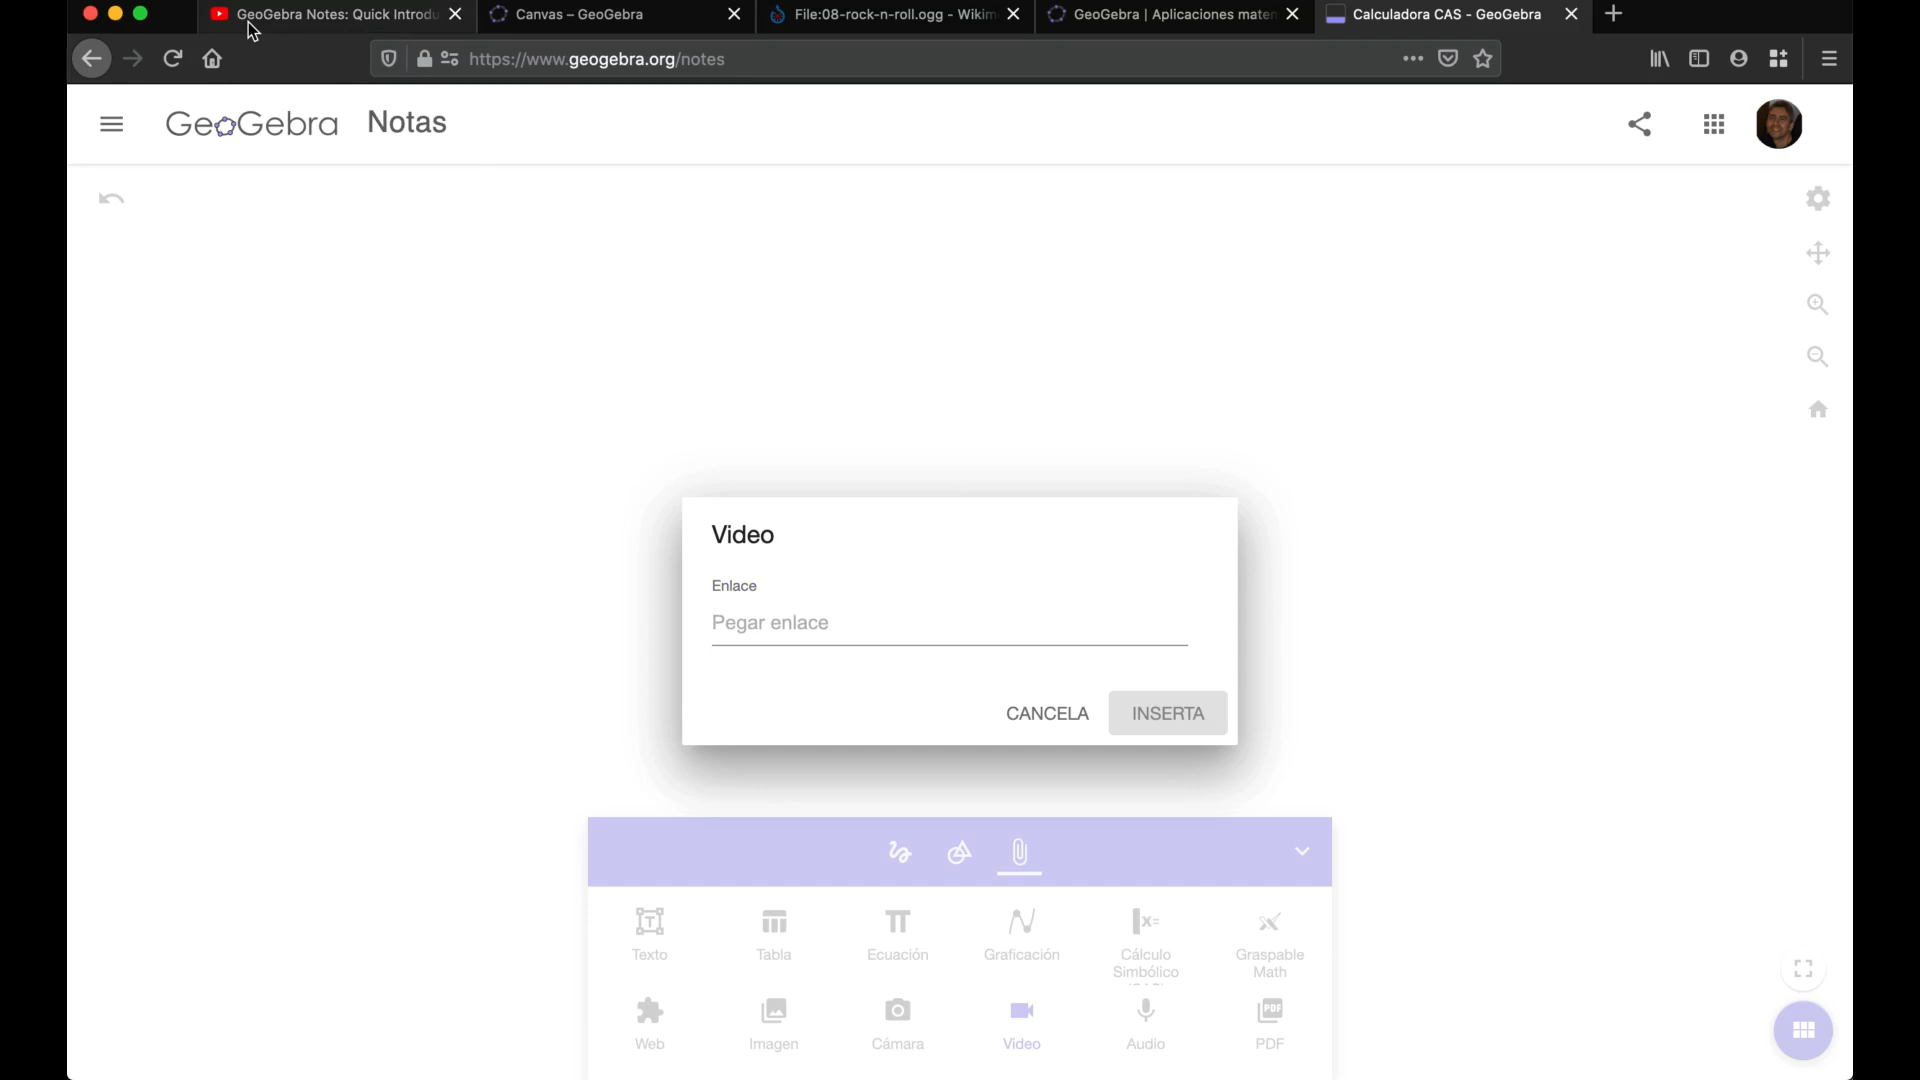 GeoGebra Notes: Quick Introdu
Canvas – GeoGebra
File:08-rock-n-roll.ogg - Wikim
GeoGebra | Aplicaciones maten
Calculadora CAS - GeoGebra
https://www.geogebra.org/notes
GeoGebra Notas
Video
Enlace
Pegar enlace
CANCELA
INSERTA
Texto
Tabla
Ecuación
Graficación
Cálculo
Simbólico
Graspable
Math
Web
Imagen
Cámara
Video
Audio
PDF
PDF